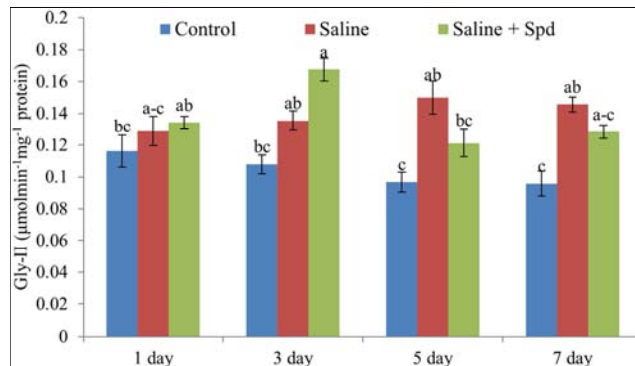 0.2
Control Saline Saline + Spd
0.18
a
0.16
ab
ab
a-c ab
ab
a-c
0.14
bc
bc
bc
0.12
c
c
0.1
0.08
0.06
0.04
0.02
0
Gly-II (µmolmin⁻¹mg⁻¹ protein)
1 day 3 day 5 day 7 day